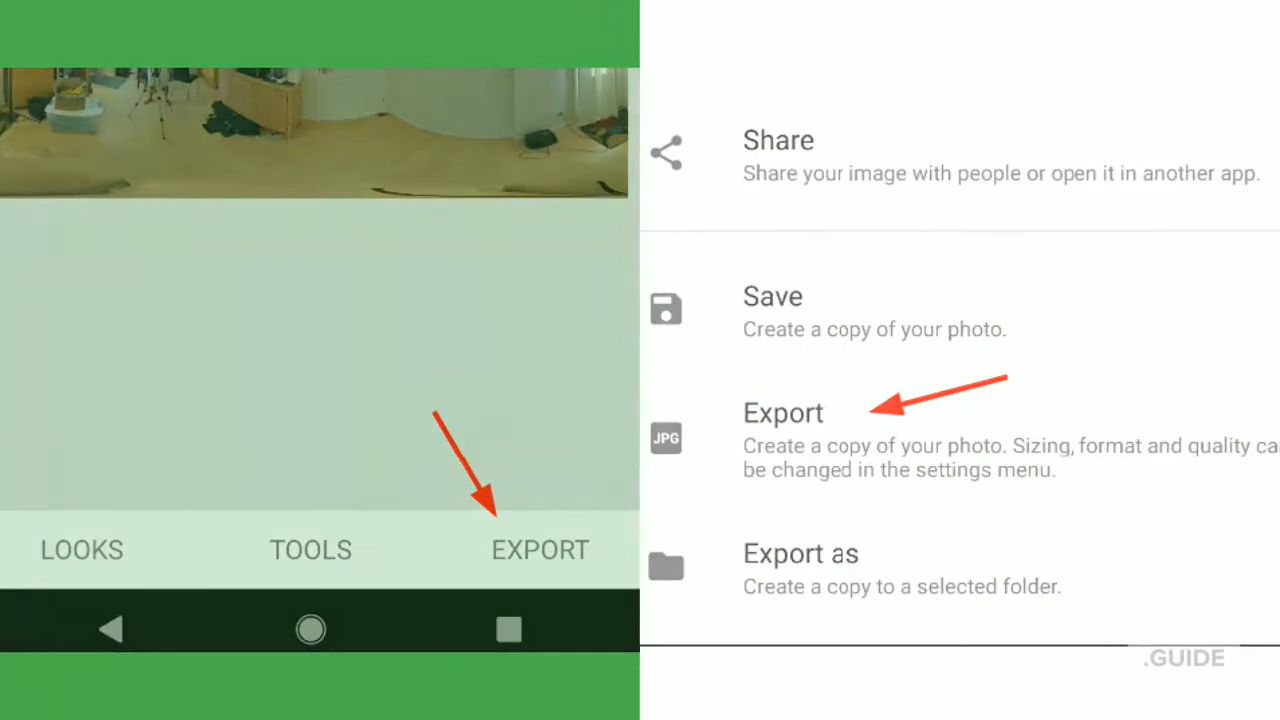 LOOKS TOOLS EXPORT
Share
Share your image with people or open it in another app.
Save
Create a copy of your photo.
Export
JPG
Create a copy of your photo. Sizing, format and quality ca
be changed in the settings menu.
Export as
Create a copy to a selected folder.
.GUIDE